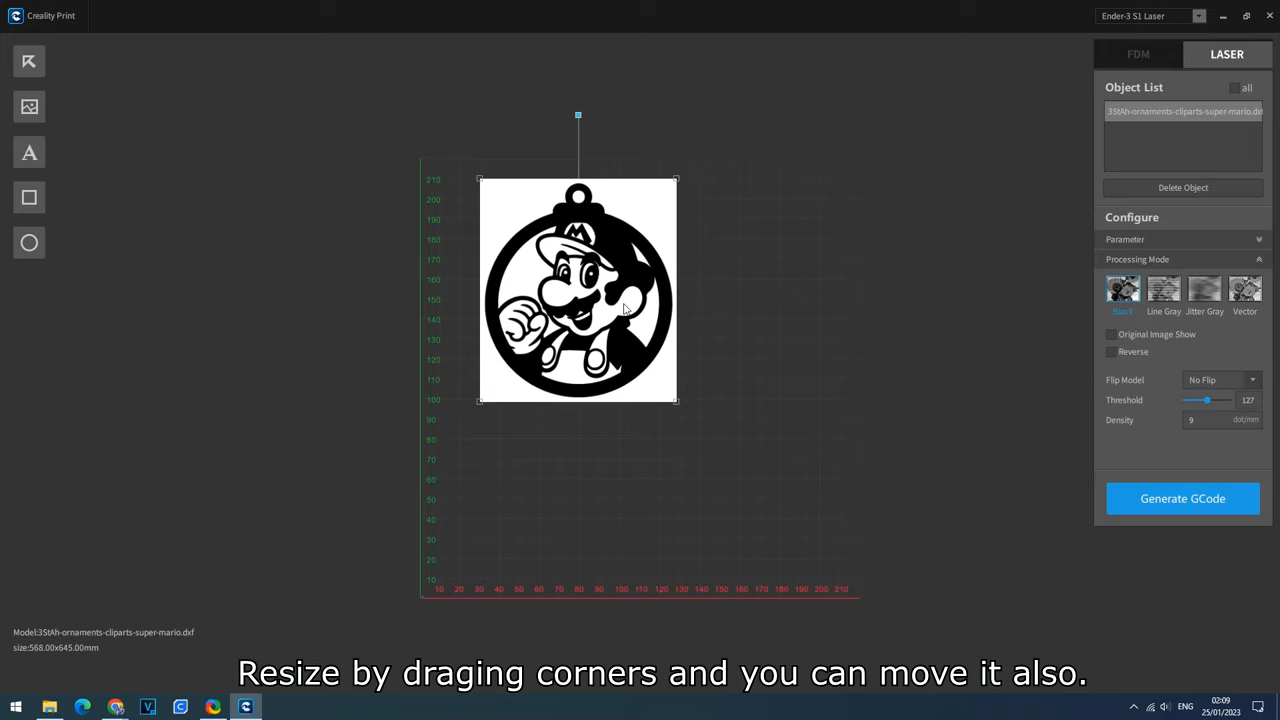 Creality Print
Ender-3 S1 Laser
FDM
LASER
Object List
all
3StAh-ornaments-cliparts-super-mario.dxf
Delete Object
Configure
Parameter
Processing Mode
Black
Line Gray
Jitter Gray
Vector
Original Image Show
Reverse
Flip Model
No Flip
Threshold
127
Density
9
dot/mm
Generate GCode
A
M
210
200
190
180
170
160
150
140
130
120
110
100
90
80
70
60
50
40
30
20
10
10 20 30 40 50 60 70 80 90 100 110 120 130 140 150 160 170 180 190 200 210
Model:3StAh-ornaments-cliparts-super-mario.dxf
size:568.00x645.00mm
Resize by draging corners and you can move it also.
ENG
02:09
25/01/2023